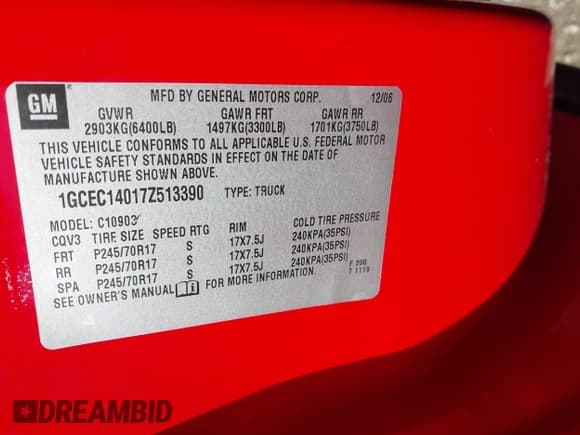 GM
MFD BY GENERAL MOTORS CORP. 12/06
GVWR GAWR FRT GAWR RR
2903KG(6400LB) 1497KG(3300LB) 1701KG(3750LB)
THIS VEHICLE CONFORMS TO ALL APPLICABLE U.S. FEDERAL MOTOR
VEHICLE SAFETY STANDARDS IN EFFECT ON THE DATE OF
MANUFACTURE SHOWN ABOVE.
1GCEC14017Z513390 TYPE: TRUCK
MODEL: C10903
CQV3 TIRE SIZE SPEED RTG RIM COLD TIRE PRESSURE
FRT P245/70R17 S 17X7.5J 240KPA(35PSI)
RR P245/70R17 S 17X7.5J 240KPA(35PSI)
SPA P245/70R17 S 17X7.5J 240KPA(35PSI)
SEE OWNER'S MANUAL i FOR MORE INFORMATION.
7 1119
DREAMBID